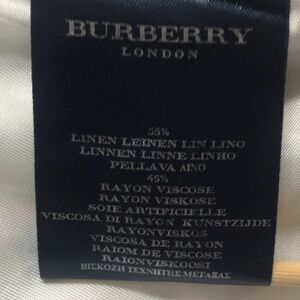 BURBERRY
LONDON
55%
LINEN LEINEN LIN LINO
LINNEN LINNE LINHO
PELLAVA ΛΙΝΟ
45%
RAYON VISCOSE
RAYON VISKOSE
SOIE ARTIFICIELLE
VISCOSA DI RAYON KUNSTZIJDE
RAYONVISKOS
VISCOSA DE RAYON
RAIOM DE VISCOSE
RAIONVISKOOSI
ΒΙΣΚΟΖΗ ΤΕΧΝΗΤΗΣ ΜΕΤΑΞΑΣ